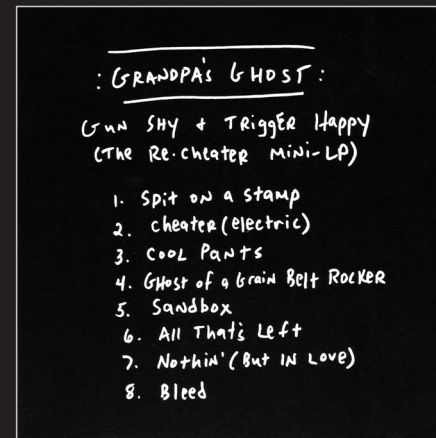 : GRANDPA'S GHOST :
GUN SHY & TRIGGER HAPPY
(THE RE-CHEATER MINI-LP)
1. SPIT ON A STAMP
2. CHEATER (ELECTRIC)
3. COOL PANTS
4. GHOST OF A GRAIN BELT ROCKER
5. SANDBOX
6. ALL THAT'S LEFT
7. NOTHIN' (BUT IN LOVE)
8. BLEED